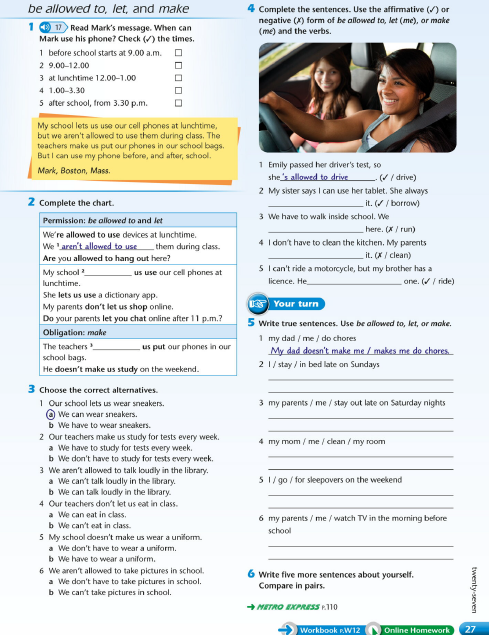 be allowed to, let, and make
1 17 Read Mark's message. When can
Mark use his phone? Check (✓) the times.
1 before school starts at 9.00 a.m. □
2 9.00–12.00 □
3 at lunchtime 12.00–1.00 □
4 1.00–3.30 □
5 after school, from 3.30 p.m. □
My school lets us use our cell phones at lunchtime,
but we aren't allowed to use them during class. The
teachers make us put our phones in our school bags.
But I can use my phone before, and after, school.
Mark, Boston, Mass.
2 Complete the chart.
Permission: be allowed to and let
We're allowed to use devices at lunchtime.
We ¹ aren't allowed to use them during class.
Are you allowed to hang out here?
My school ²__________ us use our cell phones at
lunchtime.
She lets us use a dictionary app.
My parents don't let us shop online.
Do your parents let you chat online after 11 p.m.?
Obligation: make
The teachers ³__________ us put our phones in our
school bags.
He doesn't make us study on the weekend.
3 Choose the correct alternatives.
1 Our school lets us wear sneakers.
a We can wear sneakers.
b We have to wear sneakers.
2 Our teachers make us study for tests every week.
a We have to study for tests every week.
b We don't have to study for tests every week.
3 We aren't allowed to talk loudly in the library.
a We can't talk loudly in the library.
b We can talk loudly in the library.
4 Our teachers don't let us eat in class.
a We can eat in class.
b We can't eat in class.
5 My school doesn't make us wear a uniform.
a We don't have to wear a uniform.
b We have to wear a uniform.
6 We aren't allowed to take pictures in school.
a We don't have to take pictures in school.
b We can't take pictures in school.
4 Complete the sentences. Use the affirmative (✓) or
negative (✗) form of be allowed to, let (me), or make
(me) and the verbs.
1 Emily passed her driver's test, so
she 's allowed to drive. (✓ / drive)
2 My sister says I can use her tablet. She always
__________ it. (✓ / borrow)
3 We have to walk inside school. We
__________ here. (✗ / run)
4 I don't have to clean the kitchen. My parents
__________ it. (✗ / clean)
5 I can't ride a motorcycle, but my brother has a
licence. He__________ one. (✓ / ride)
Your turn
5 Write true sentences. Use be allowed to, let, or make.
1 my dad / me / do chores
My dad doesn't make me / makes me do chores.
2 I / stay / in bed late on Sundays
3 my parents / me / stay out late on Saturday nights
4 my mom / me / clean / my room
5 I / go / for sleepovers on the weekend
6 my parents / me / watch TV in the morning before
school
6 Write five more sentences about yourself.
Compare in pairs.
METRO EXPRESS P.110
twenty-seven
Workbook P.W12 Online Homework 27